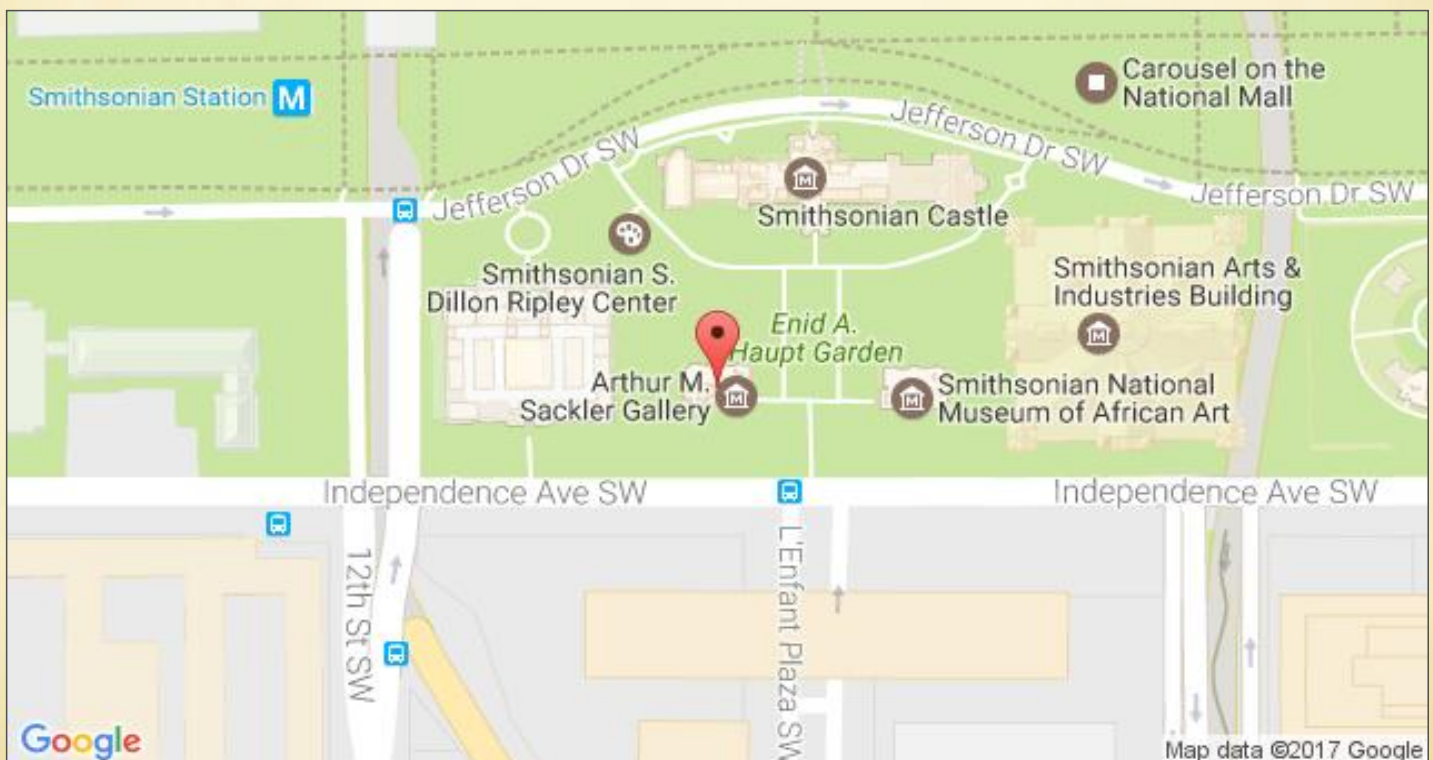 Carousel on the
National Mall
Smithsonian Station M
Jefferson Dr SW
Jefferson Dr SW
Jefferson Dr SW
Smithsonian Castle
Smithsonian S.
Dillon Ripley Center
Smithsonian Arts &
Industries Building
Enid A.
Haupt Garden
Arthur M.
Sackler Gallery
Smithsonian National
Museum of African Art
Independence Ave SW
Independence Ave SW
12th St SW
L'Enfant Plaza SW
Google
Map data ©2017 Google